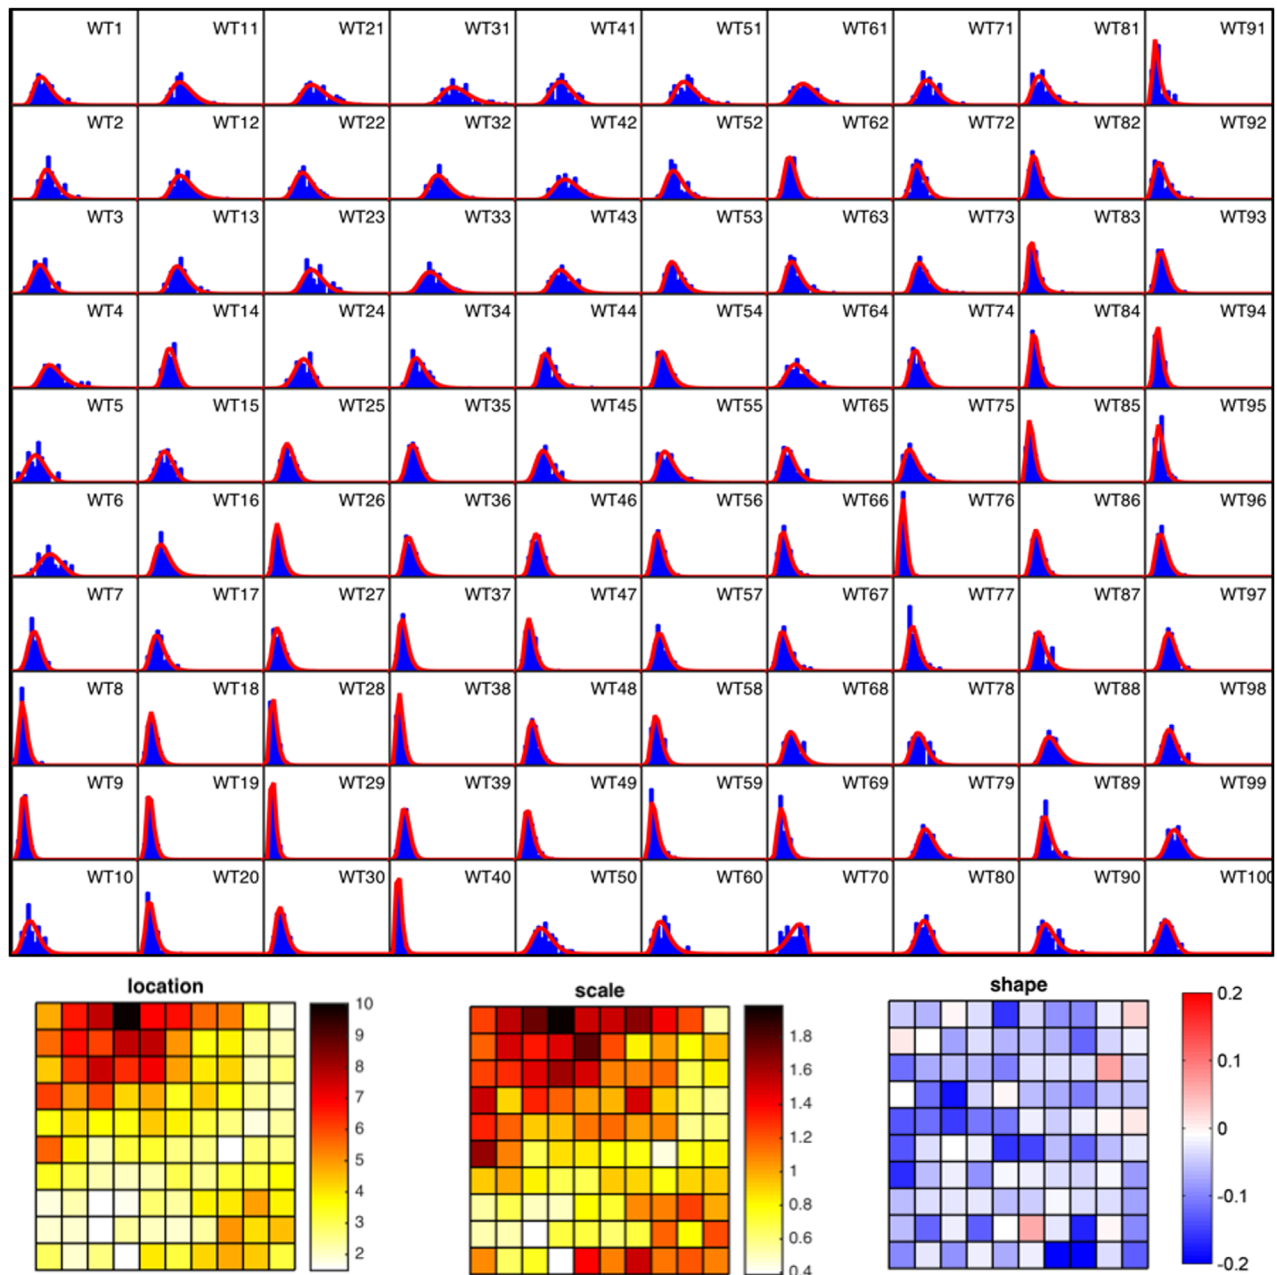 WT1 WT11 WT21 WT31 WT41 WT51 WT61 WT71 WT81 WT91
WT2 WT12 WT22 WT32 WT42 WT52 WT62 WT72 WT82 WT92
WT3 WT13 WT23 WT33 WT43 WT53 WT63 WT73 WT83 WT93
WT4 WT14 WT24 WT34 WT44 WT54 WT64 WT74 WT84 WT94
WT5 WT15 WT25 WT35 WT45 WT55 WT65 WT75 WT85 WT95
WT6 WT16 WT26 WT36 WT46 WT56 WT66 WT76 WT86 WT96
WT7 WT17 WT27 WT37 WT47 WT57 WT67 WT77 WT87 WT97
WT8 WT18 WT28 WT38 WT48 WT58 WT68 WT78 WT88 WT98
WT9 WT19 WT29 WT39 WT49 WT59 WT69 WT79 WT89 WT99
WT10 WT20 WT30 WT40 WT50 WT60 WT70 WT80 WT90 WT100
location
10
9
8
7
6
5
4
3
2
scale
1.8
1.6
1.4
1.2
1
0.8
0.6
0.4
shape
0.2
0.1
0
-0.1
-0.2